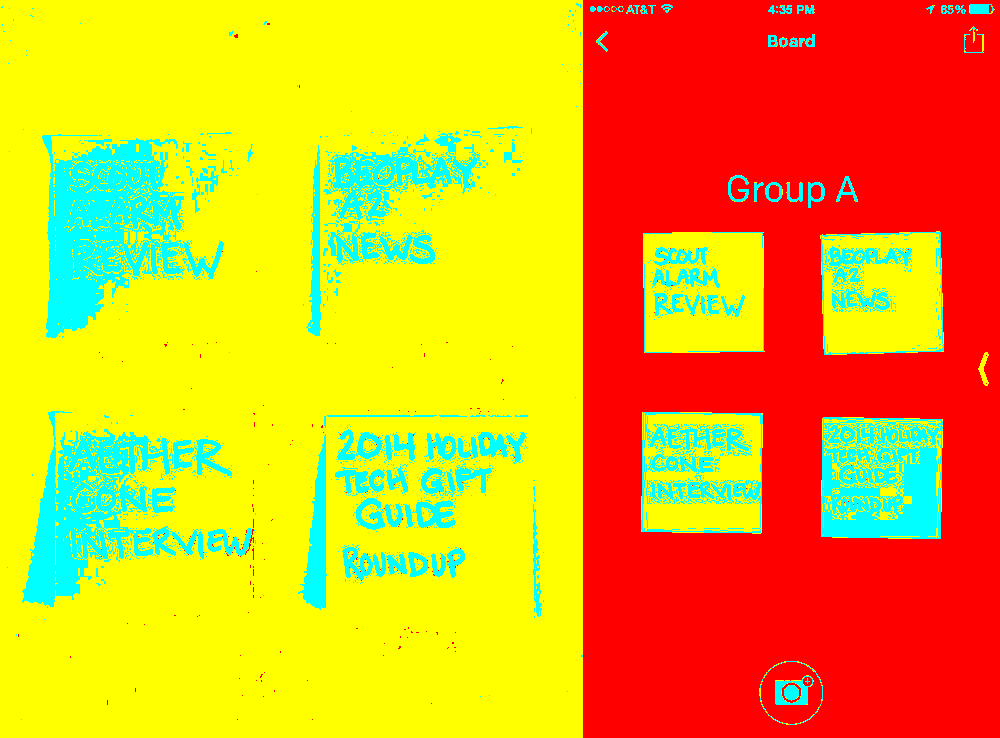 SCOUT
ALARM
REVIEW
BEOPLAY
A2
NEWS
AETHER
CONE
INTERVIEW
2014 HOLIDAY
TECH GIFT
GUIDE
ROUNDUP
AT&T 4:35 PM 65%
Board
Group A
SCOUT
ALARM
REVIEW
BEOPLAY
A2
NEWS
AETHER
CONE
INTERVIEW
2014 HOLIDAY
TECH GIFT
GUIDE
ROUNDUP